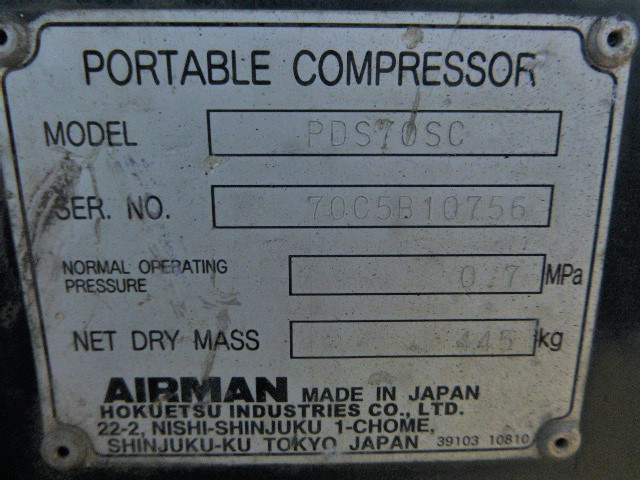 PORTABLE COMPRESSOR
MODEL PDS70SC
SER. NO. 70C5B10756
NORMAL OPERATING
PRESSURE 0.7 MPa
NET DRY MASS 445 kg
AIRMAN MADE IN JAPAN
HOKUETSU INDUSTRIES CO., LTD.
22-2, NISHI-SHINJUKU 1-CHOME,
SHINJUKU-KU TOKYO JAPAN 39103 10810